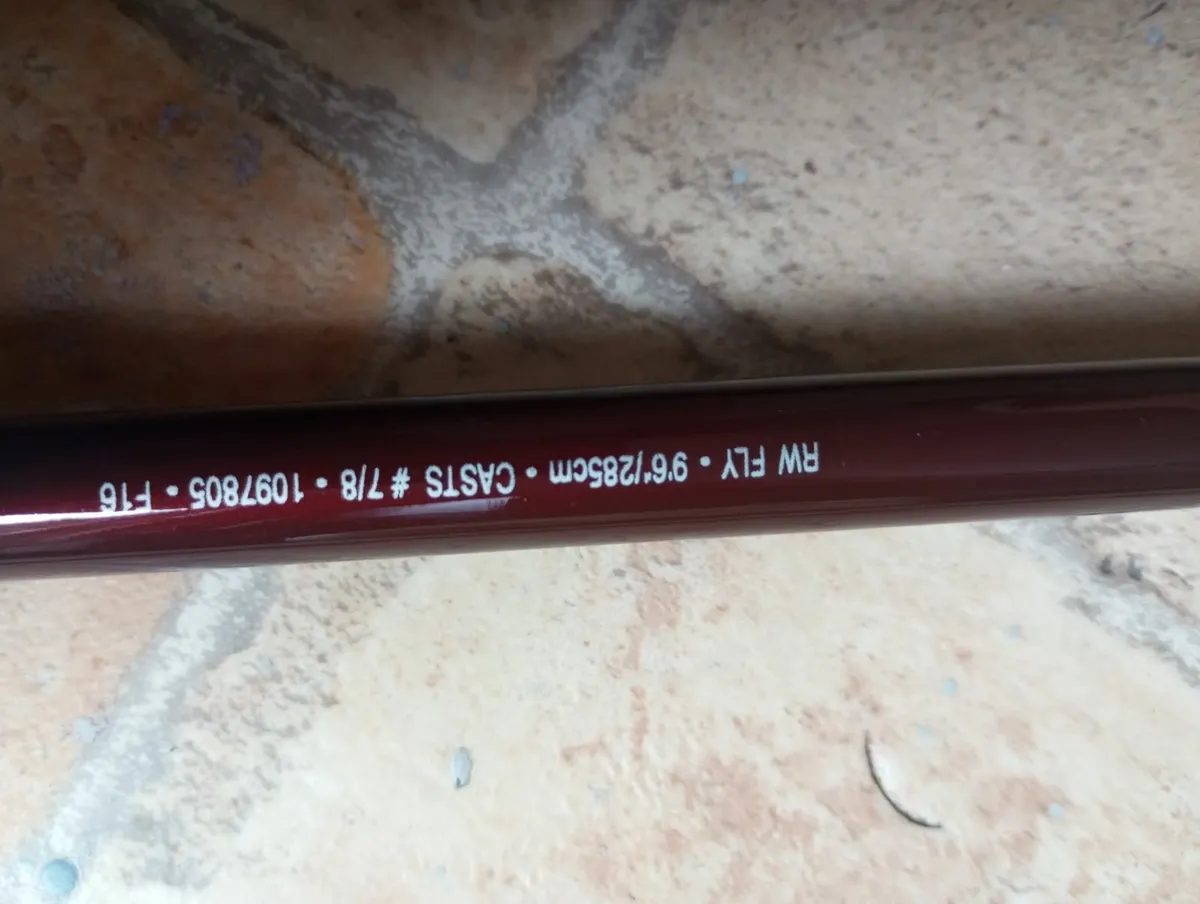 RW FLY • 9'6"/285cm • CASTS # 7/8 • 1097805 • F16